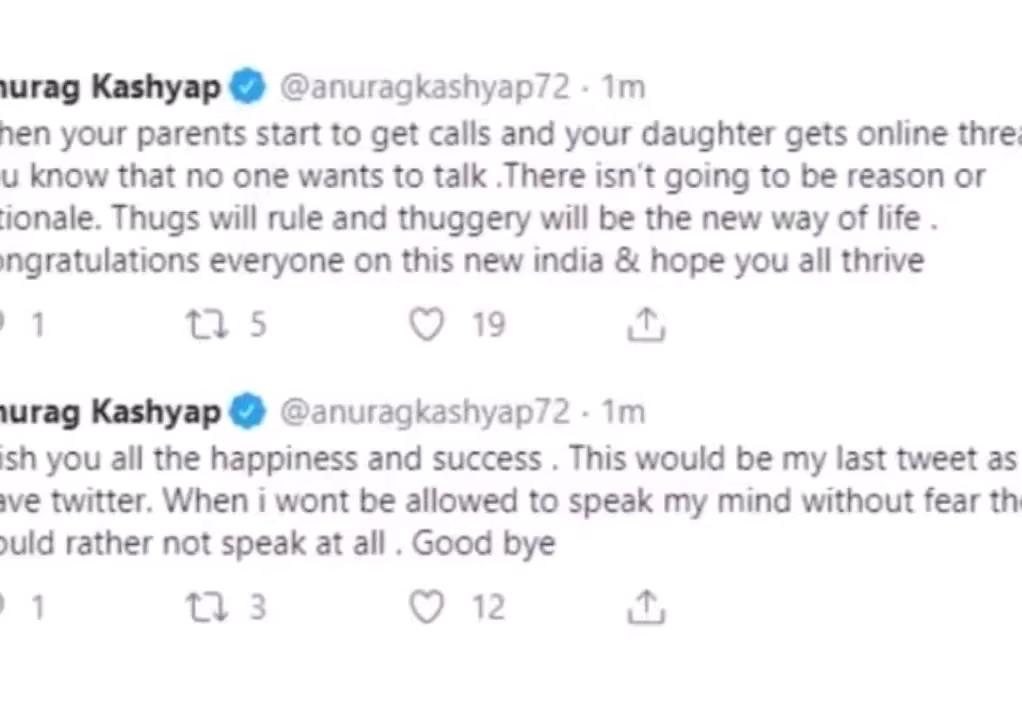 nurag Kashyap @anuragkashyap72 · 1m
hen your parents start to get calls and your daughter gets online threa
u know that no one wants to talk .There isn't going to be reason or
tionale. Thugs will rule and thuggery will be the new way of life .
ongratulations everyone on this new india & hope you all thrive
1 5 19
nurag Kashyap @anuragkashyap72 · 1m
ish you all the happiness and success . This would be my last tweet as
ave twitter. When i wont be allowed to speak my mind without fear the
ould rather not speak at all . Good bye
1 3 12